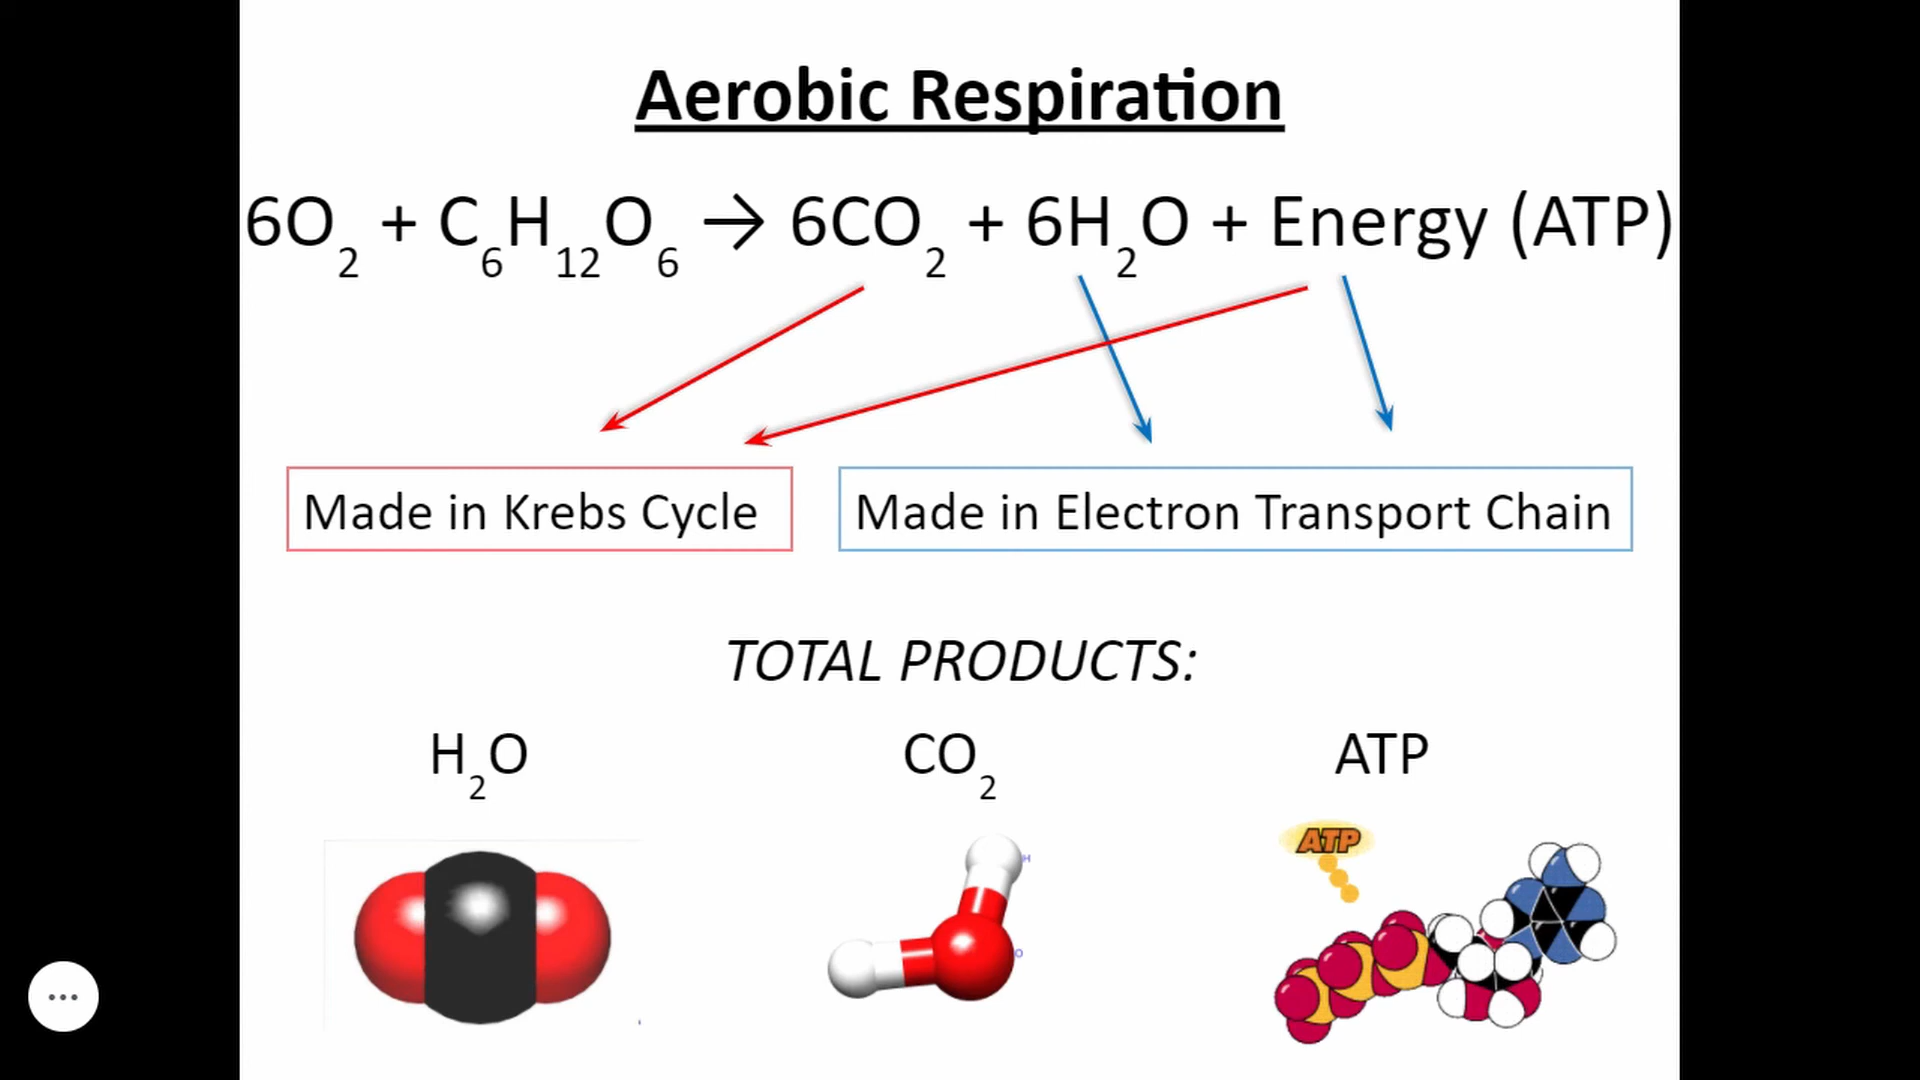 Aerobic Respiration
6O₂ + C₆H₁₂O₆ → 6CO₂ + 6H₂O + Energy (ATP)
Made in Krebs Cycle
Made in Electron Transport Chain
TOTAL PRODUCTS:
H₂O
CO₂
ATP
ATP
H
O